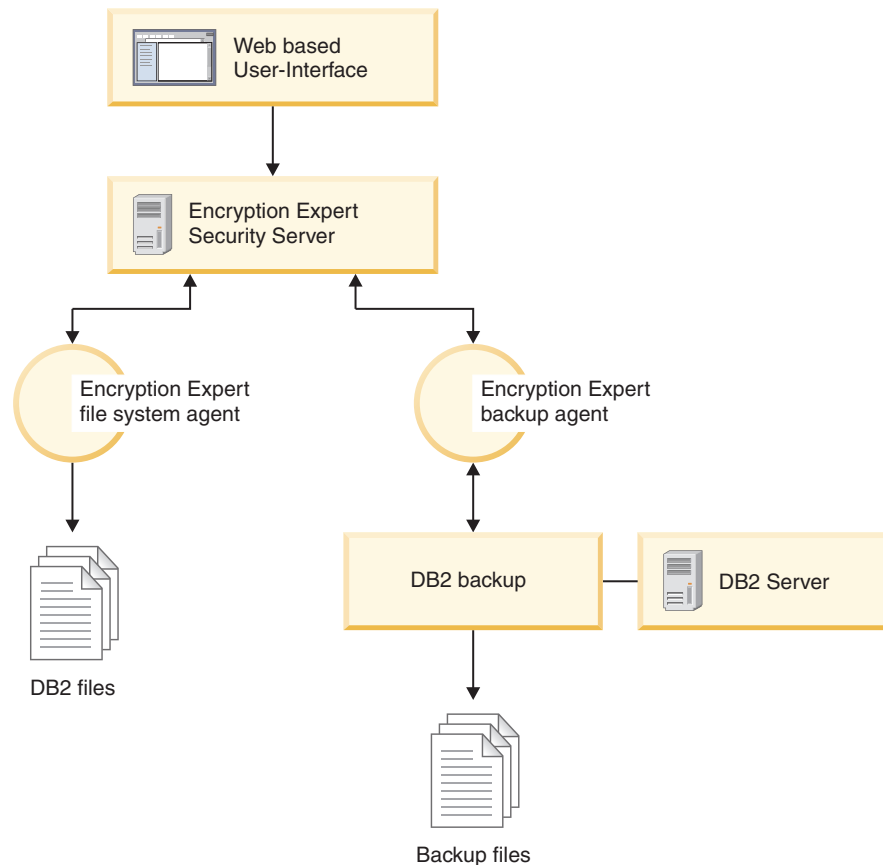 Web based
User-Interface
Encryption Expert
Security Server
Encryption Expert
file system agent
Encryption Expert
backup agent
DB2 backup
DB2 Server
DB2 files
Backup files